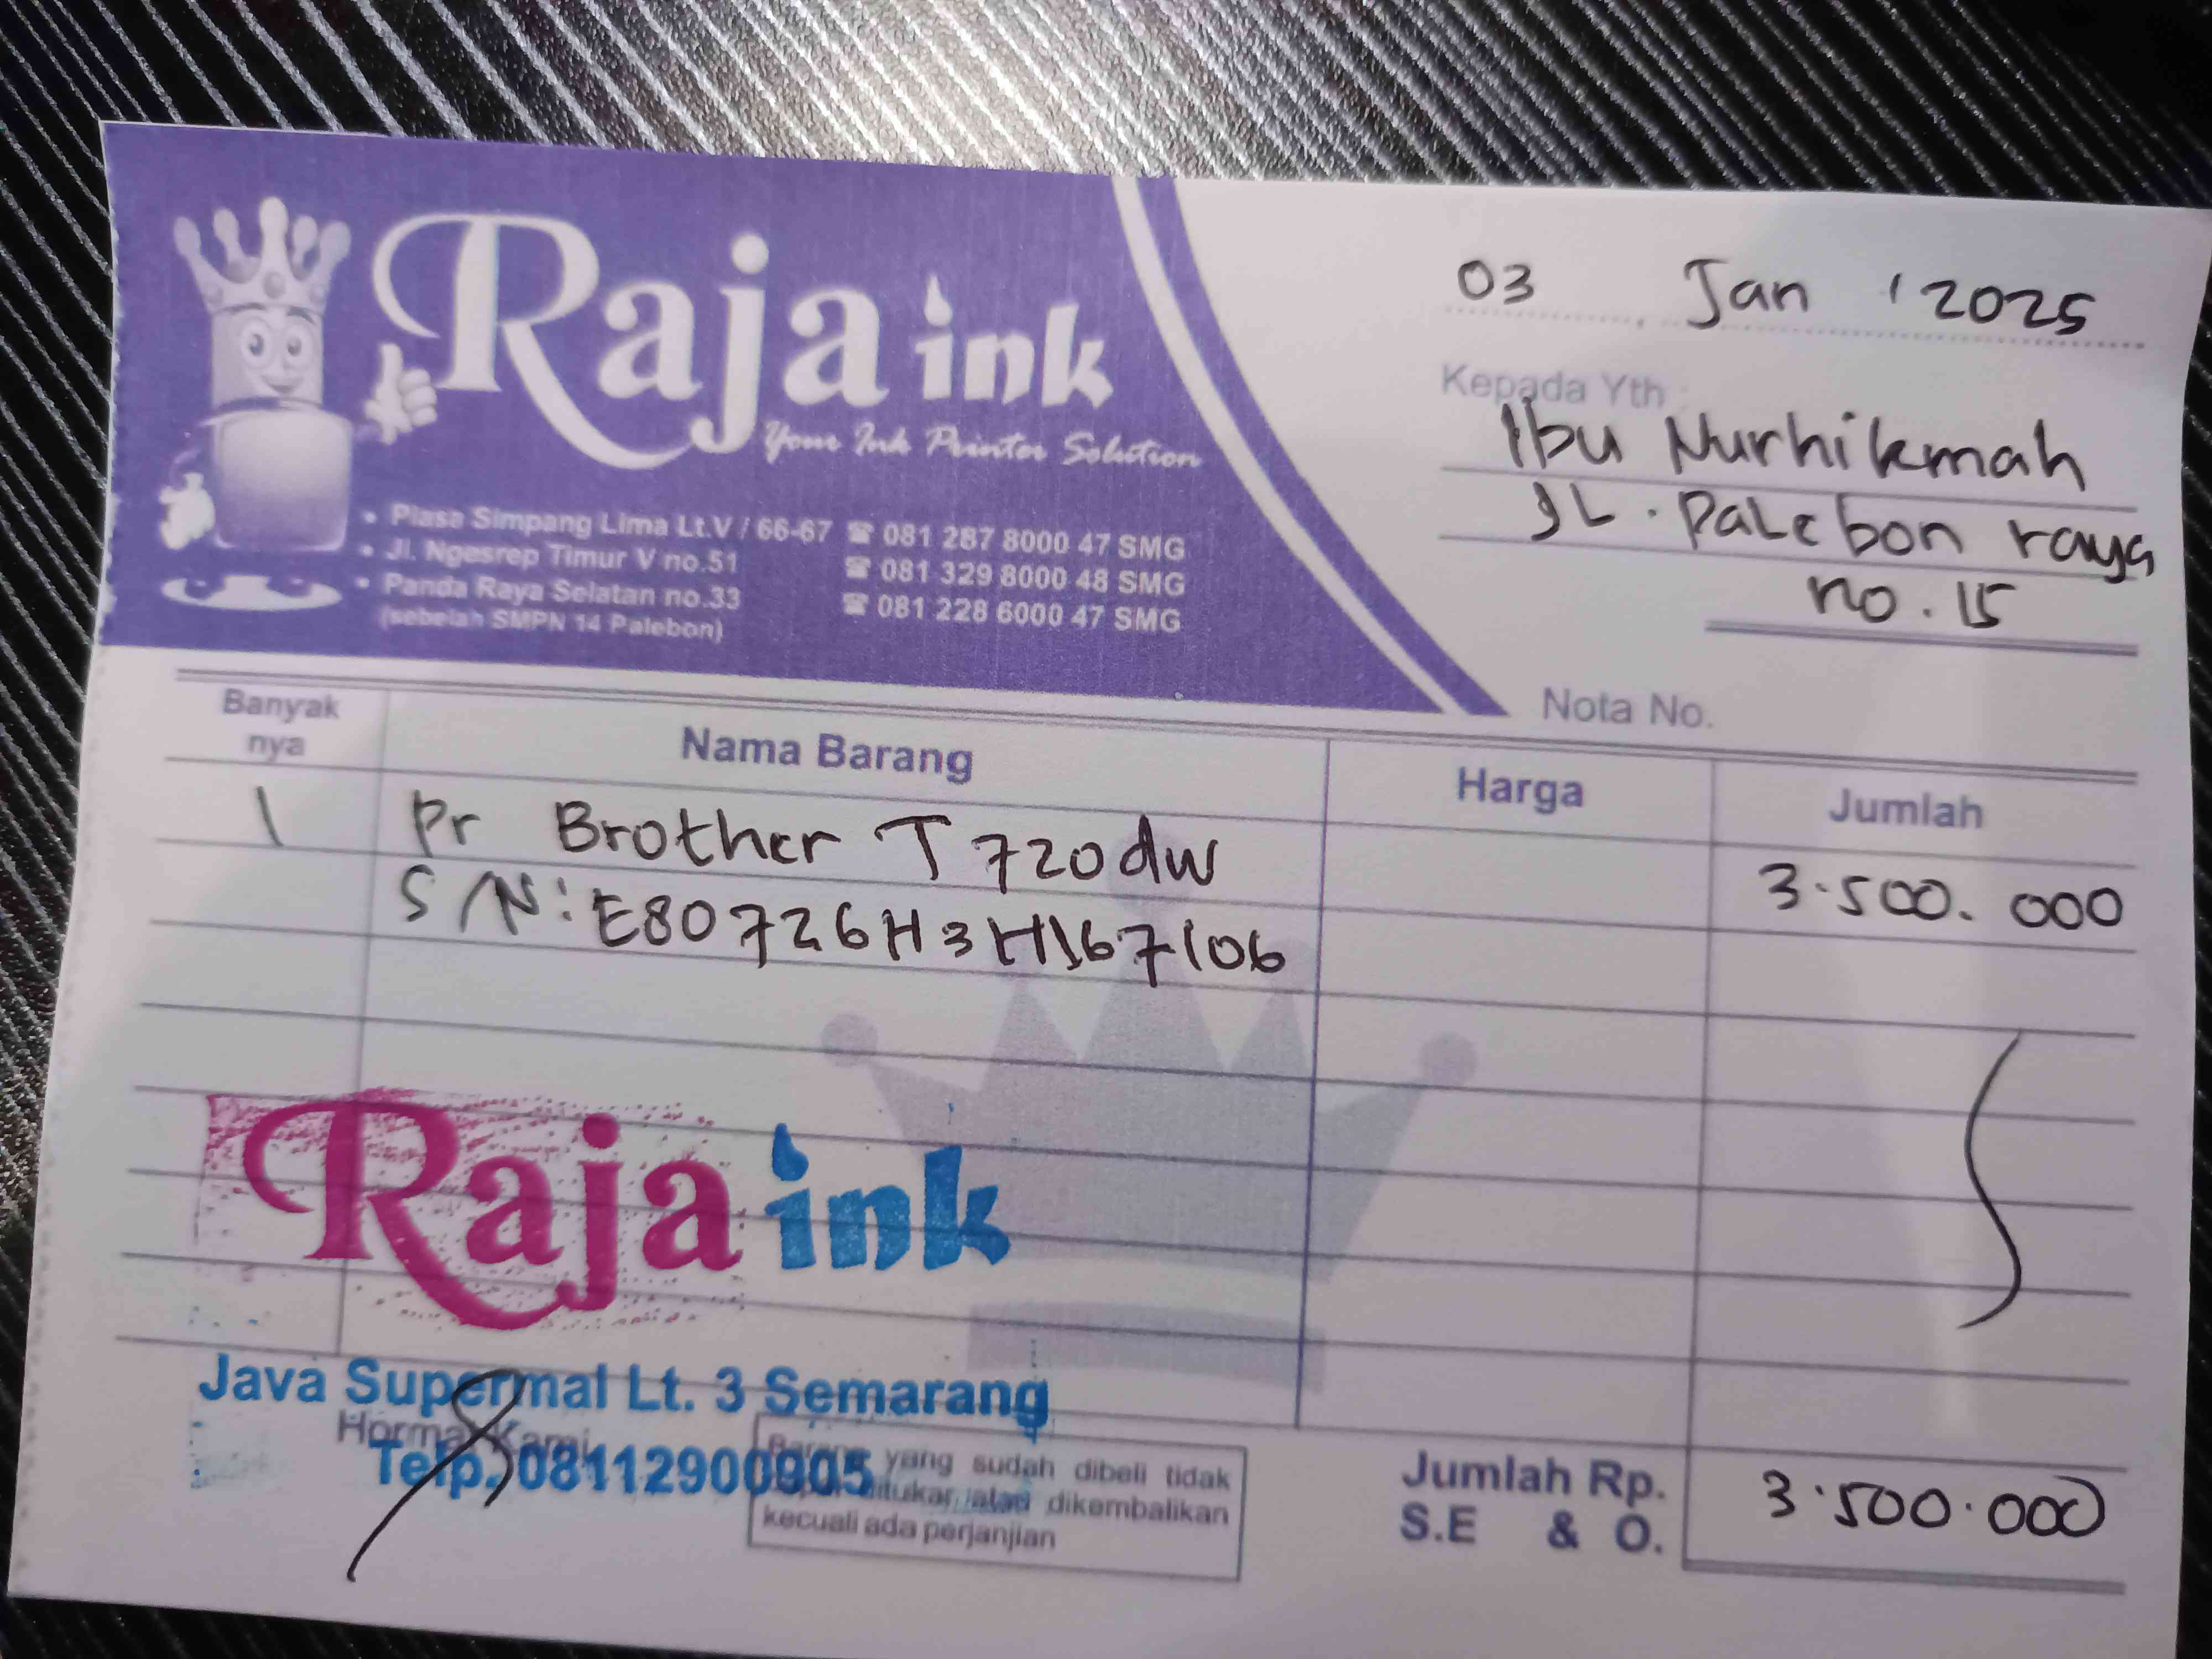 Raja ink
Your Ink Printer Solution
• Plasa Simpang Lima Lt.V / 66-67 ☎ 081 287 8000 47 SMG
• Jl. Ngesrep Timur V no.51 ☎ 081 329 8000 48 SMG
• Panda Raya Selatan no.33 ☎ 081 228 6000 47 SMG
(sebelah SMPN 14 Palebon)
03 Jan '2025
Kepada Yth :
Ibu Nurhikmah
JL. Palebon raya
no. 15
Nota No.
Banyak nya Nama Barang Harga Jumlah
1 Pr Brother T720dw 3.500.000
S/N: E80726H3H167106
Raja ink
Java Supermal Lt. 3 Semarang
Hormat Kami
Telp. 08112900905
Barang yang sudah dibeli tidak
ditukar atau dikembalikan
kecuali ada perjanjian
Jumlah Rp. 3.500.000
S.E & O.